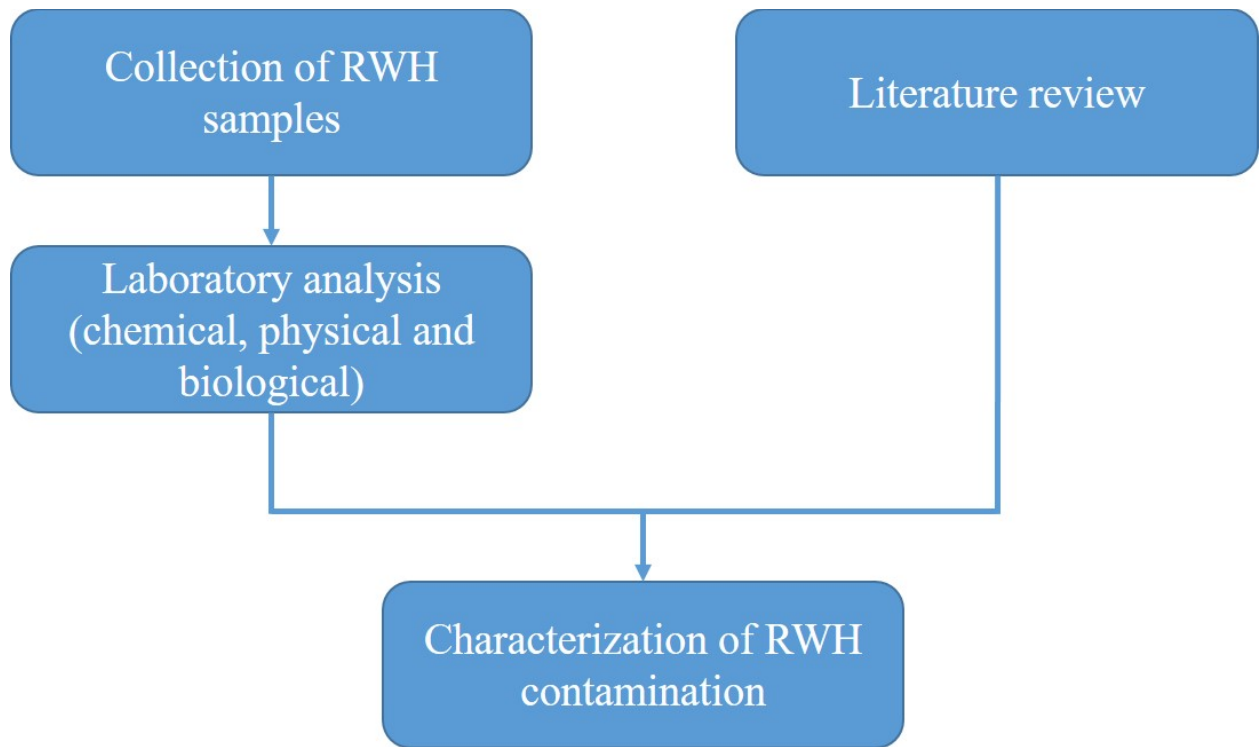 Collection of RWH
samples
Literature review
Laboratory analysis
(chemical, physical and
biological)
Characterization of RWH
contamination